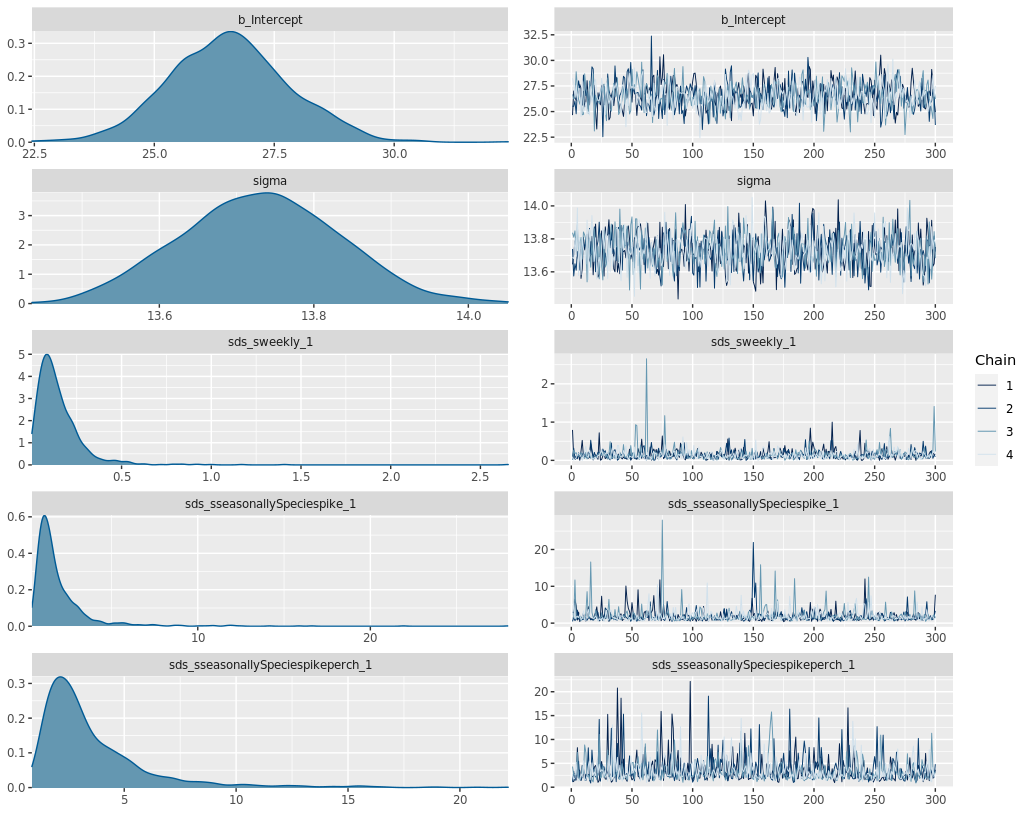 b_Intercept
0.3
0.2
0.1
0.0
22.5 25.0 27.5 30.0
b_Intercept
32.5
30.0
27.5
25.0
22.5
0 50 100 150 200 250 300
sigma
3
2
1
0
13.6 13.8 14.0
sigma
14.0
13.8
13.6
0 50 100 150 200 250 300
sds_sweekly_1
5
4
3
2
1
0
0.5 1.0 1.5 2.0 2.5
sds_sweekly_1
2
1
0
0 50 100 150 200 250 300
sds_sseasonallySpeciespike_1
0.6
0.4
0.2
0.0
10 20
sds_sseasonallySpeciespike_1
20
10
0
0 50 100 150 200 250 300
sds_sseasonallySpeciespikeperch_1
0.3
0.2
0.1
0.0
5 10 15 20
sds_sseasonallySpeciespikeperch_1
20
15
10
5
0
0 50 100 150 200 250 300
Chain
1
2
3
4